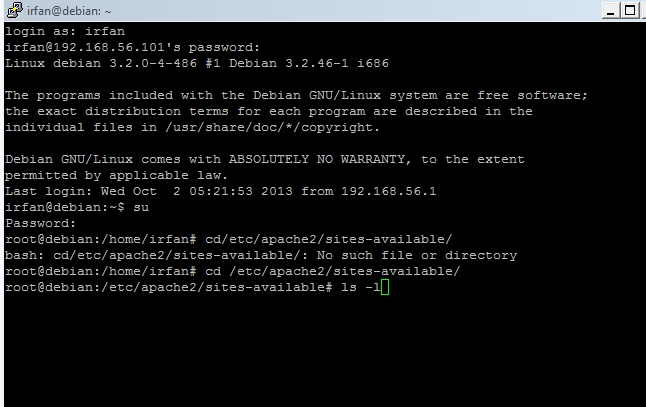 irfan@debian: ~
login as: irfan
irfan@192.168.56.101's password:
Linux debian 3.2.0-4-486 #1 Debian 3.2.46-1 i686
The programs included with the Debian GNU/Linux system are free software;
the exact distribution terms for each program are described in the
individual files in /usr/share/doc/*/copyright.
Debian GNU/Linux comes with ABSOLUTELY NO WARRANTY, to the extent
permitted by applicable law.
Last login: Wed Oct  2 05:21:53 2013 from 192.168.56.1
irfan@debian:~$ su
Password:
root@debian:/home/irfan# cd/etc/apache2/sites-available/
bash: cd/etc/apache2/sites-available/: No such file or directory
root@debian:/home/irfan# cd /etc/apache2/sites-available/
root@debian:/etc/apache2/sites-available# ls -l